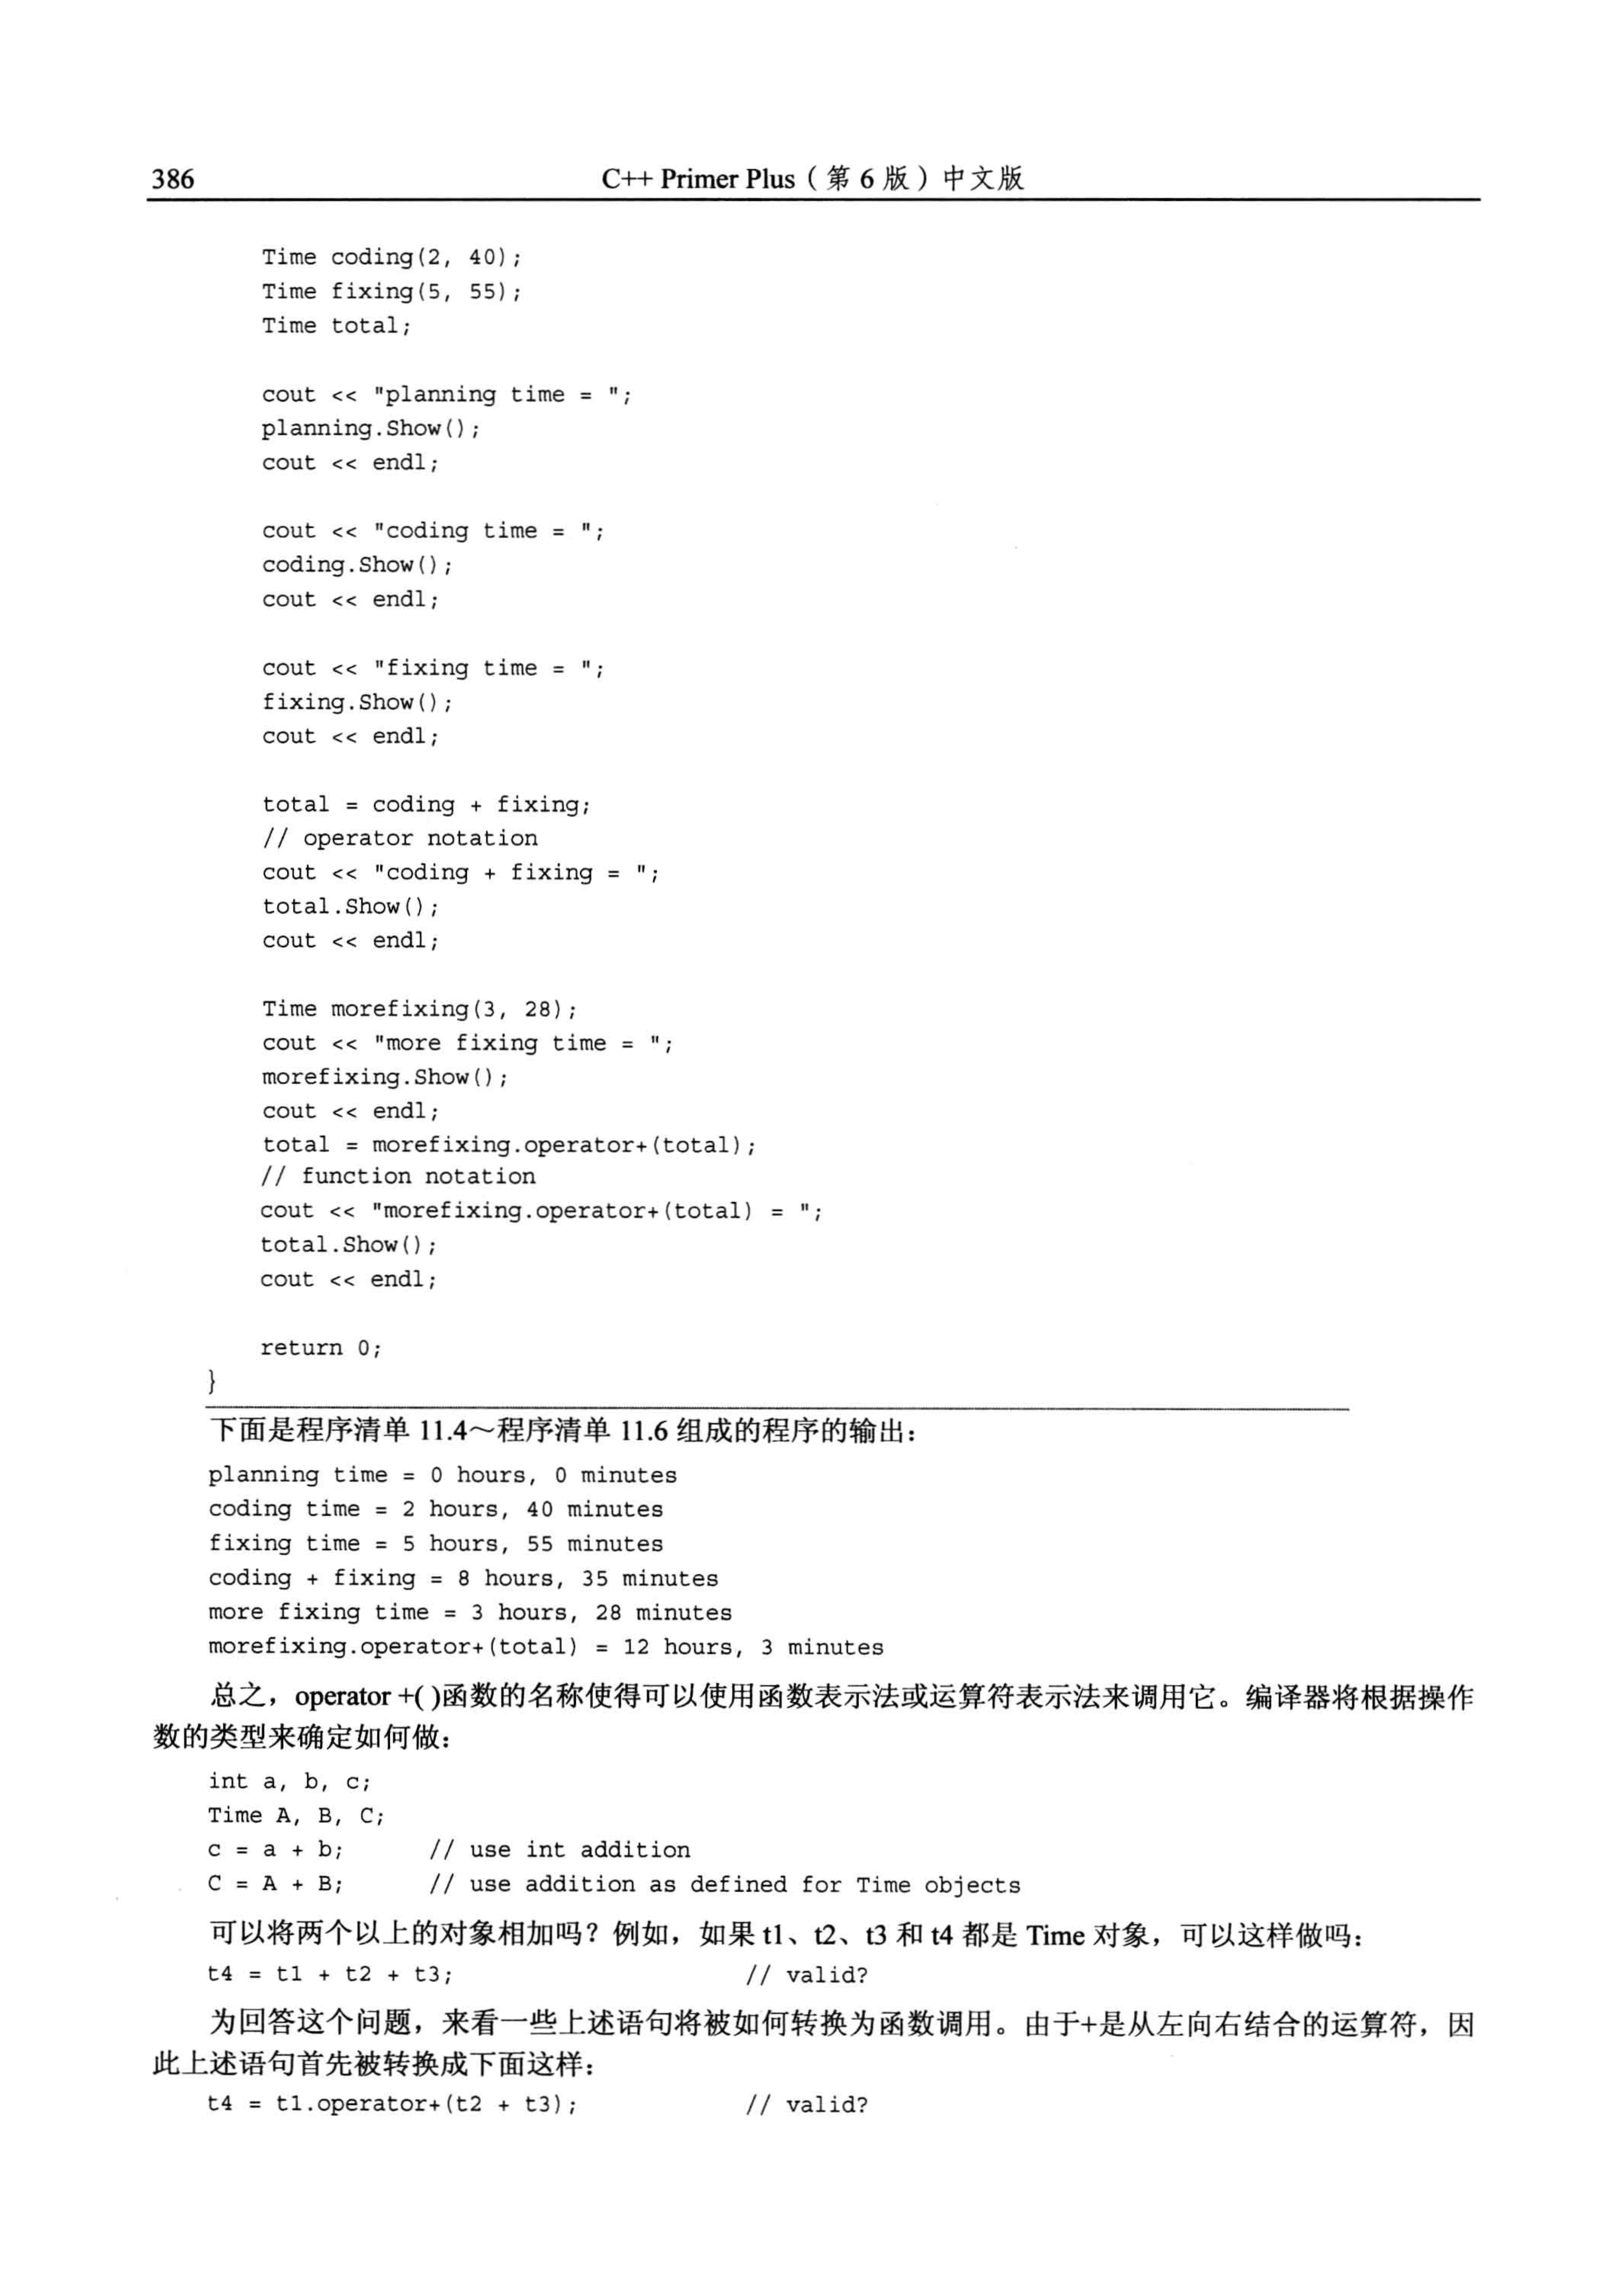 386
C++ Primer Plus（第 6 版）中文版
Time coding(2, 40);
Time fixing(5, 55);
Time total;
cout << "planning time = ";
planning.Show();
cout << endl;
cout << "coding time = ";
coding.Show();
cout << endl;
cout << "fixing time = ";
fixing.Show();
cout << endl;
total = coding + fixing;
// operator notation
cout << "coding + fixing = ";
total.Show();
cout << endl;
Time morefixing(3, 28);
cout << "more fixing time = ";
morefixing.Show();
cout << endl;
total = morefixing.operator+(total);
// function notation
cout << "morefixing.operator+(total) = ";
total.Show();
cout << endl;
return 0;
}
下面是程序清单 11.4～程序清单 11.6 组成的程序的输出：
planning time = 0 hours, 0 minutes
coding time = 2 hours, 40 minutes
fixing time = 5 hours, 55 minutes
coding + fixing = 8 hours, 35 minutes
more fixing time = 3 hours, 28 minutes
morefixing.operator+(total) = 12 hours, 3 minutes
总之，operator +( )函数的名称使得可以使用函数表示法或运算符表示法来调用它。编译器将根据操作
数的类型来确定如何做：
int a, b, c;
Time A, B, C;
c = a + b; // use int addition
C = A + B; // use addition as defined for Time objects
可以将两个以上的对象相加吗？例如，如果 t1、t2、t3 和 t4 都是 Time 对象，可以这样做吗：
t4 = t1 + t2 + t3; // valid?
为回答这个问题，来看一些上述语句将被如何转换为函数调用。由于+是从左向右结合的运算符，因
此上述语句首先被转换成下面这样：
t4 = t1.operator+(t2 + t3); // valid?